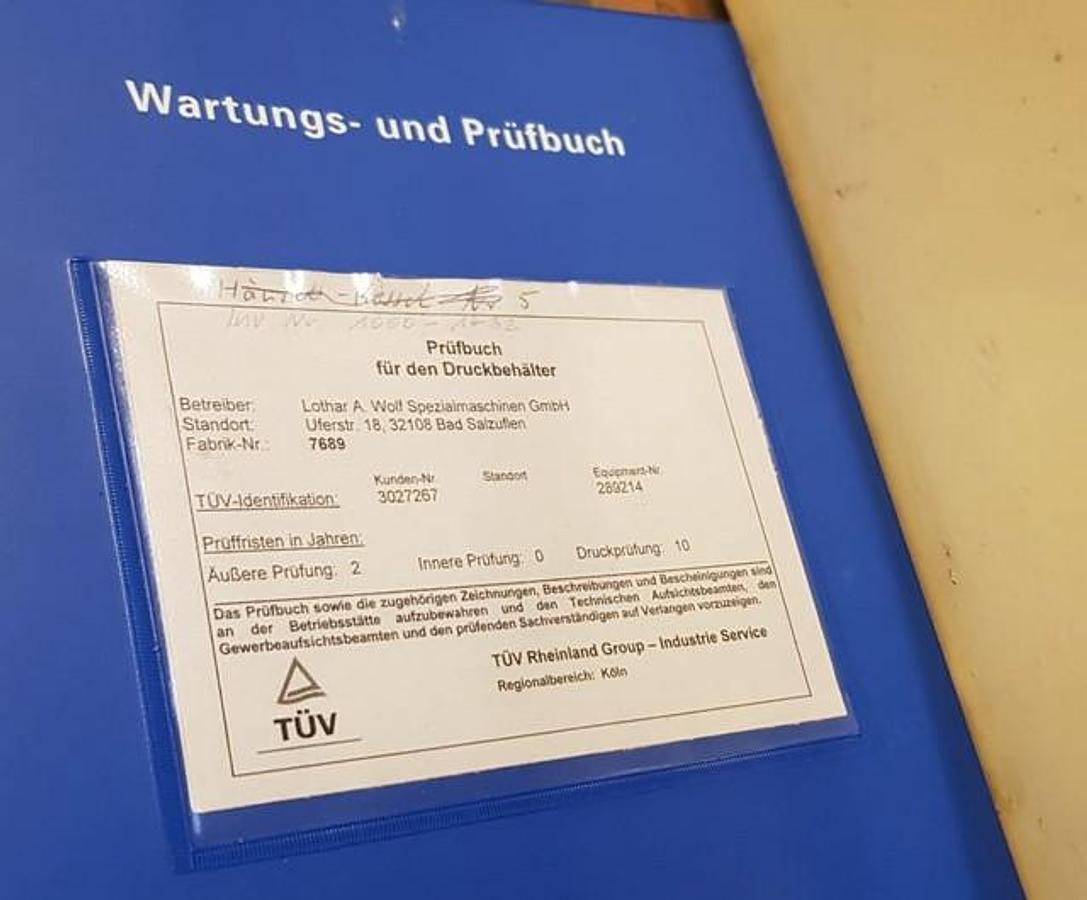 Wartungs- und Prüfbuch
5
Inv Nr
Prüfbuch
für den Druckbehälter
Betreiber: Lothar A. Wolf Spezialmaschinen GmbH
Standort: Uferstr. 18, 32108 Bad Salzuflen
Fabrik-Nr.: 7689
Kunden-Nr. Standort Equipment-Nr.
TÜV-Identifikation: 3027267 289214
Prüffristen in Jahren:
Äußere Prüfung: 2 Innere Prüfung: 0 Druckprüfung: 10
Das Prüfbuch sowie die zugehörigen Zeichnungen, Beschreibungen und Bescheinigungen sind
an der Betriebsstätte aufzubewahren und den Technischen Aufsichtsbeamten, den
Gewerbeaufsichtsbeamten und den prüfenden Sachverständigen auf Verlangen vorzuzeigen.
TÜV Rheinland Group – Industrie Service
Regionalbereich: Köln
TÜV